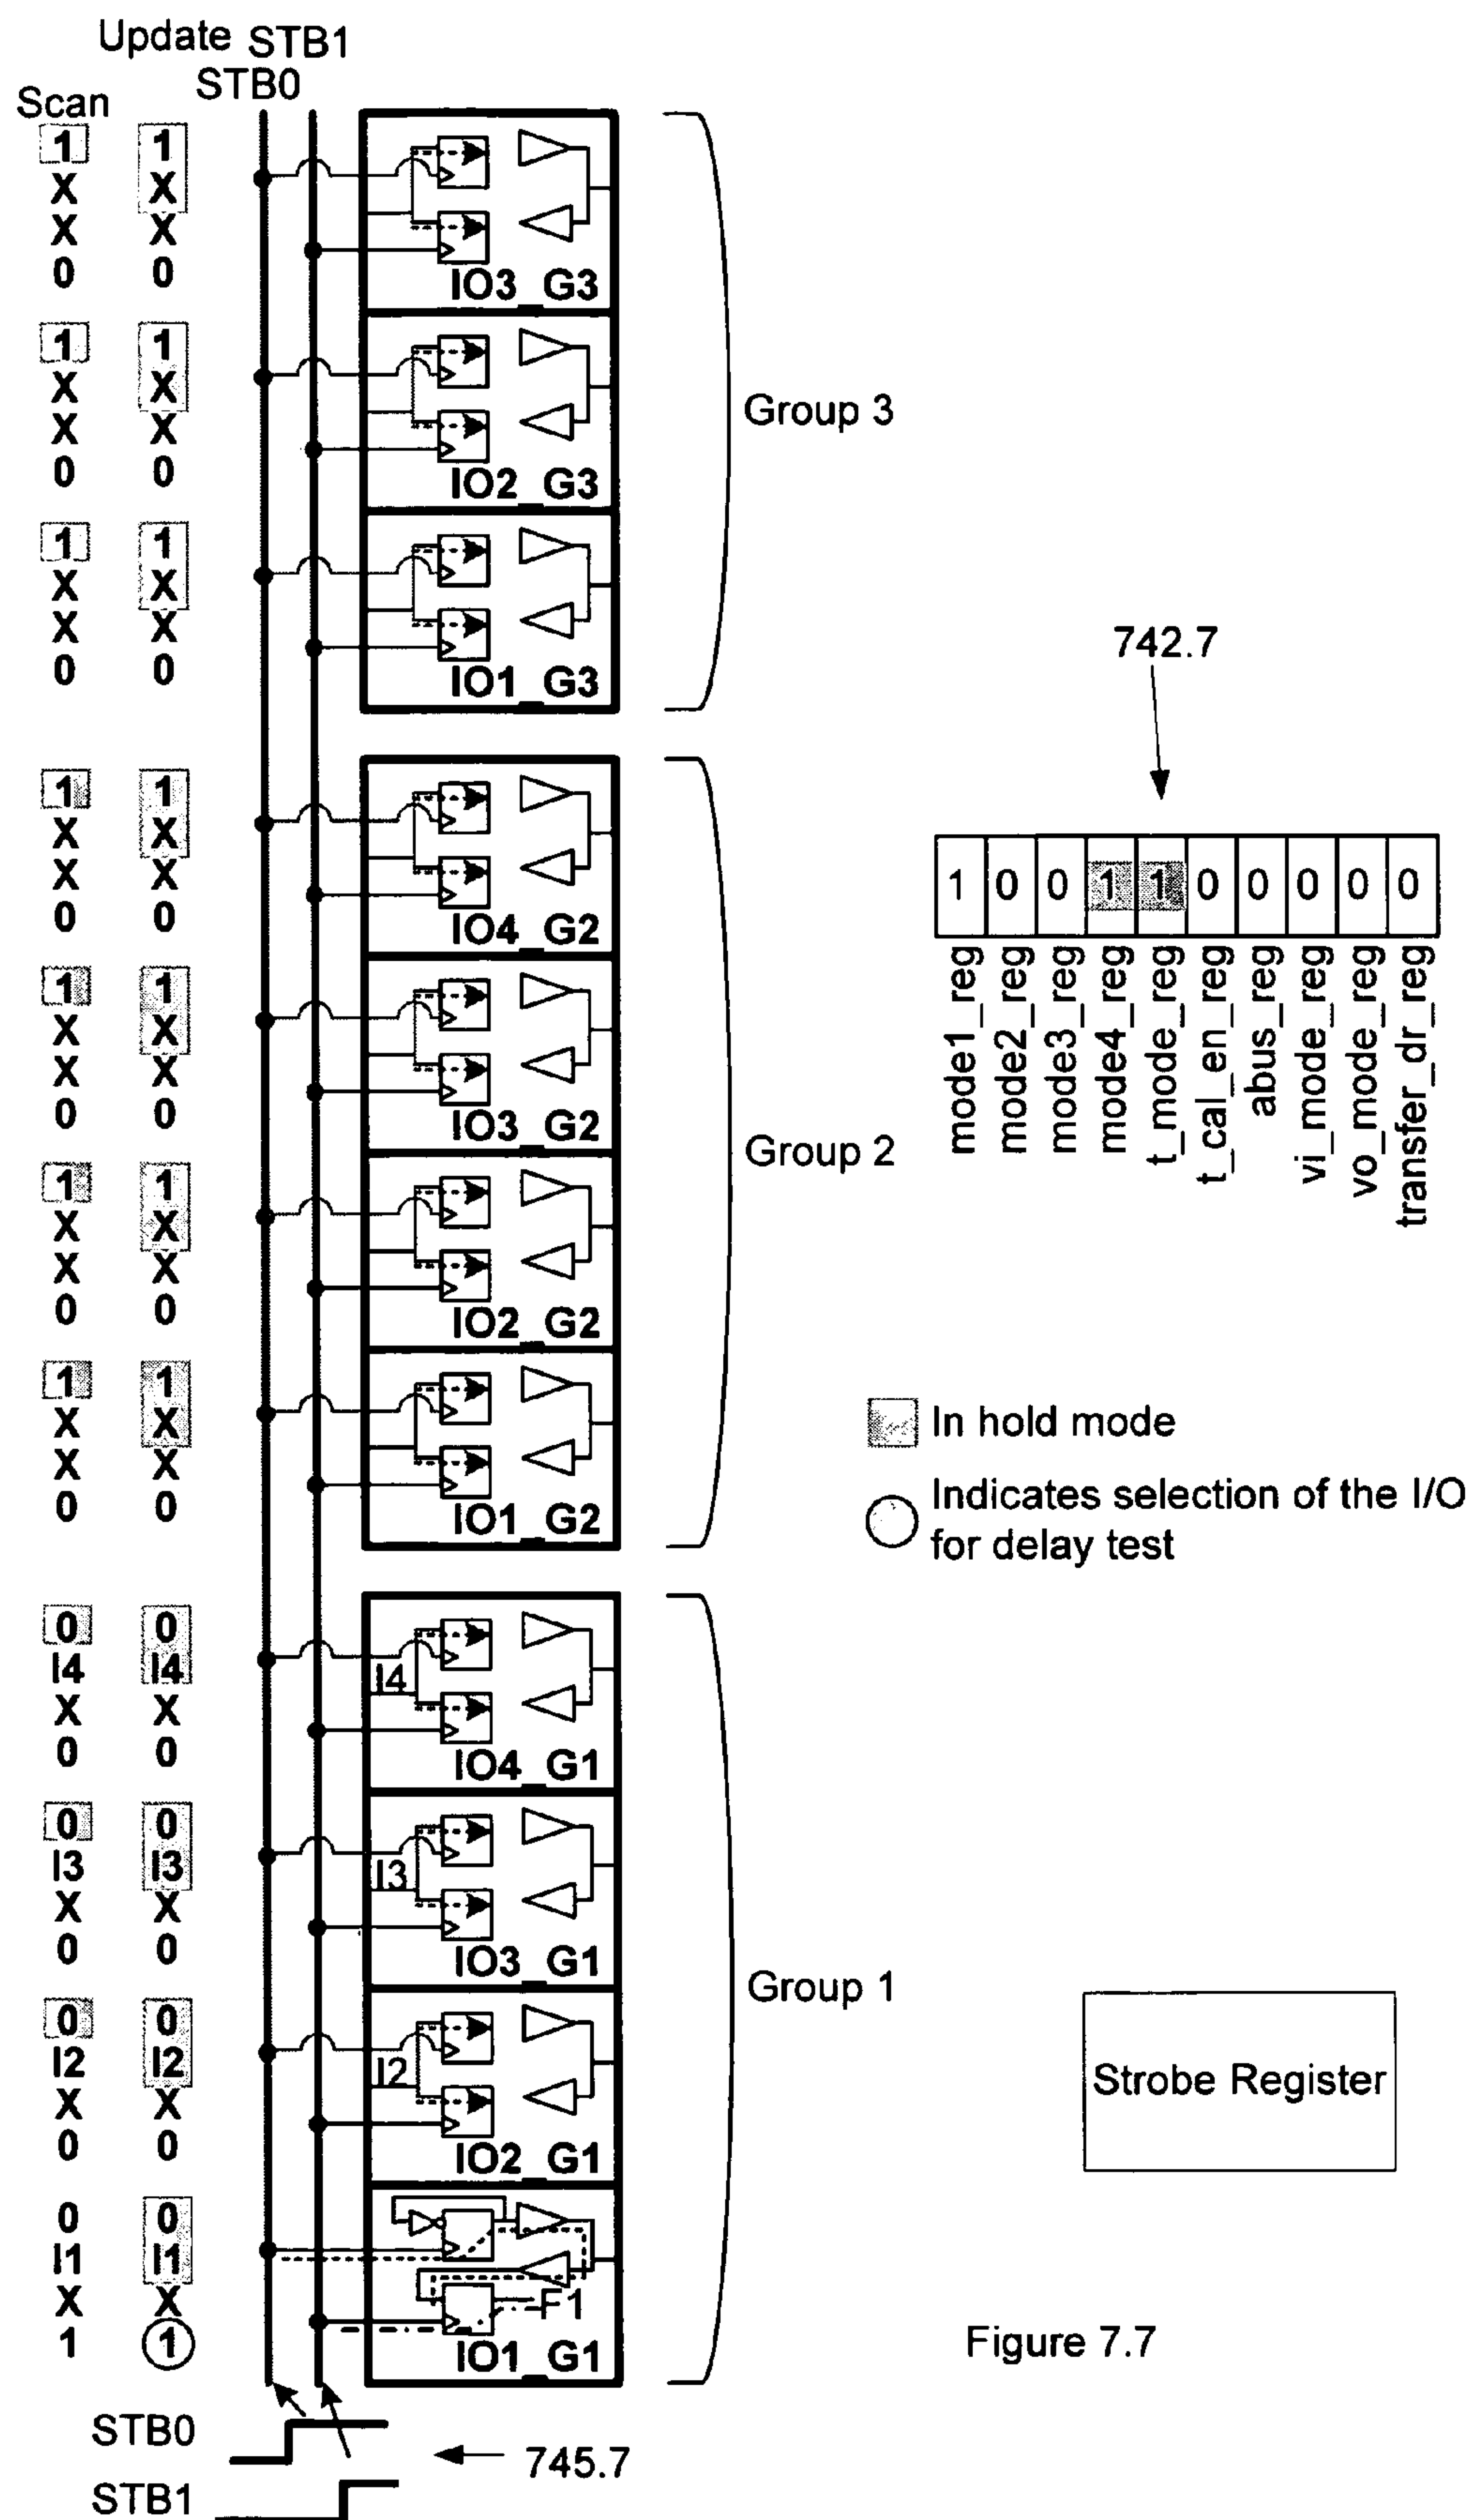 Update STB1
STB0
Scan
1 1
X X
X X
0 0
IO3_G3
1 1
X X
X X
0 0
IO2_G3
1 1
X X
X X
0 0
IO1_G3
Group 3
742.7
1 1
X X
X X
0 0
IO4_G2
1 1
X X
X X
0 0
IO3_G2
1 1
X X
X X
0 0
IO2_G2
1 1
X X
X X
0 0
IO1_G2
Group 2
1 0 0 1 1 0 0 0 0 0
mode1_reg
mode2_reg
mode3_reg
mode4_reg
t_mode_reg
t_cal_en_reg
abus_reg
vi_mode_reg
vo_mode_reg
transfer_dr_reg
In hold mode
Indicates selection of the I/O
for delay test
0 0
I4 I4 I4
X X
0 0
IO4_G1
0 0
I3 I3 I3
X X
0 0
IO3_G1
0 0
I2 I2 I2
X X
0 0
IO2_G1
0 0
I1 I1
X X F1
1 1
IO1_G1
Group 1
Strobe Register
Figure 7.7
STB0
745.7
STB1